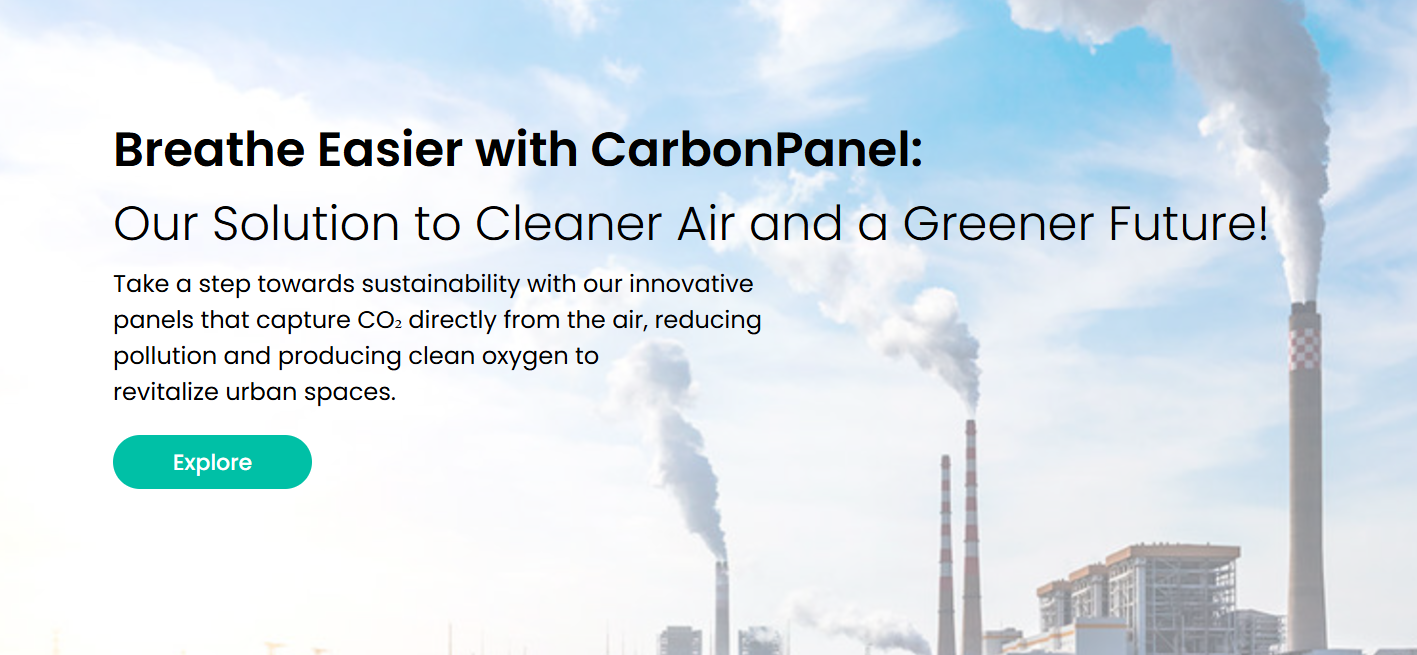 Breathe Easier with CarbonPanel:
Our Solution to Cleaner Air and a Greener Future!
Take a step towards sustainability with our innovative
panels that capture CO₂ directly from the air, reducing
pollution and producing clean oxygen to
revitalize urban spaces.
Explore